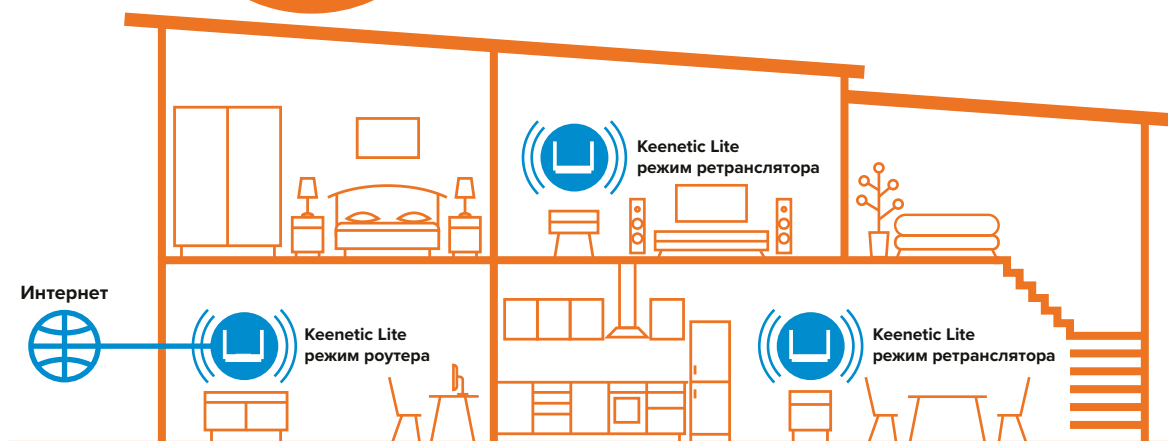 Keenetic Lite
режим ретранслятора
Интернет
Keenetic Lite
режим роутера
Keenetic Lite
режим ретранслятора